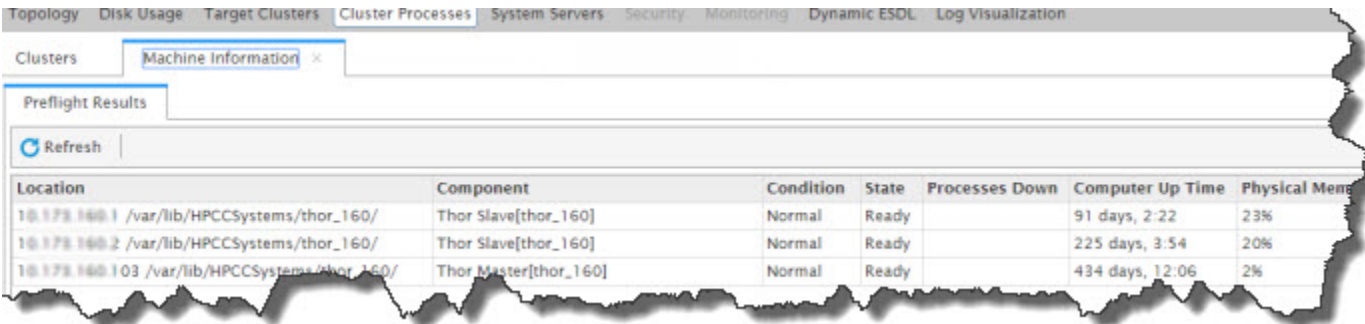 Topology Disk Usage Target Clusters Cluster Processes System Servers Security Monitoring Dynamic ESDL Log Visualization
Clusters Machine Information ×
Preflight Results
Refresh
Location Component Condition State Processes Down Computer Up Time Physical Mem
/var/lib/HPCCSystems/thor_160/ Thor Slave[thor_160] Normal Ready 91 days, 2:22 23%
/var/lib/HPCCSystems/thor_160/ Thor Slave[thor_160] Normal Ready 225 days, 3:54 20%
/var/lib/HPCCSystems/thor_160/ Thor Master[thor_160] Normal Ready 434 days, 12:06 2%